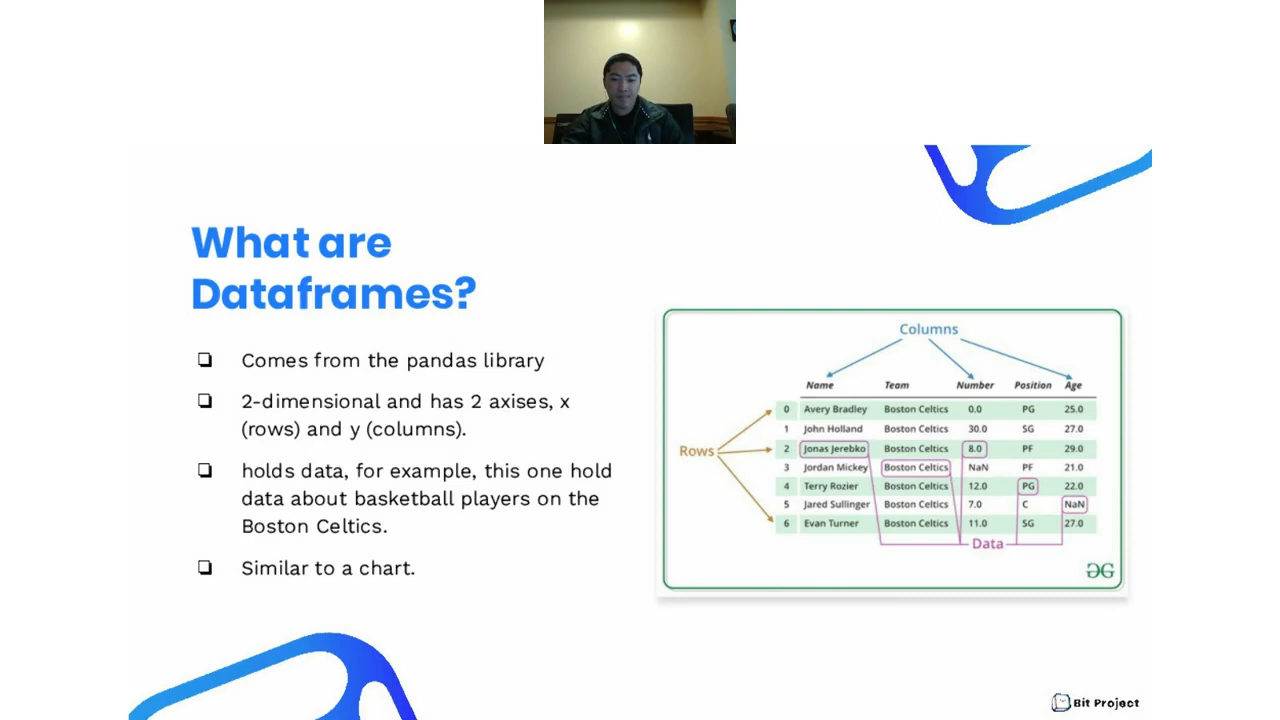 What are
Dataframes?
❏ Comes from the pandas library
❏ 2-dimensional and has 2 axises, x
(rows) and y (columns).
❏ holds data, for example, this one hold
data about basketball players on the
Boston Celtics.
❏ Similar to a chart.
Columns
Name Team Number Position Age
0 Avery Bradley Boston Celtics 0.0 PG 25.0
1 John Holland Boston Celtics 30.0 SG 27.0
Rows
2 Jonas Jerebko Boston Celtics 8.0 PF 29.0
3 Jordan Mickey Boston Celtics NaN PF 21.0
4 Terry Rozier Boston Celtics 12.0 PG 22.0
5 Jared Sullinger Boston Celtics 7.0 C NaN
6 Evan Turner Boston Celtics 11.0 SG 27.0
Data
Bit Project